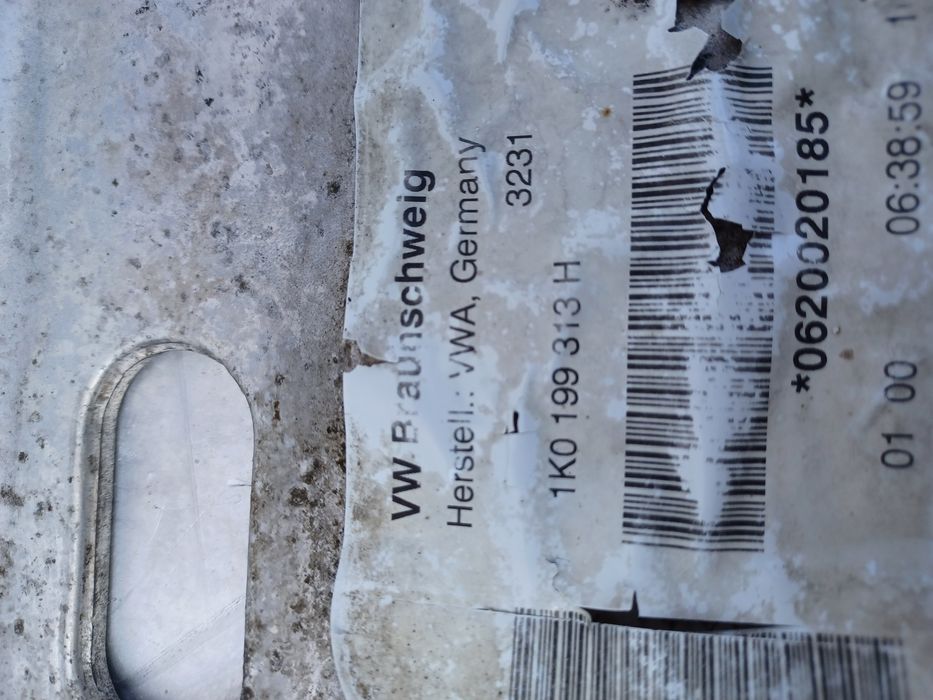 VW Braunschweig
Herstell.: VWA, Germany
3231
1K0 199 313 H
*0620020185*
01 00 06:38:59